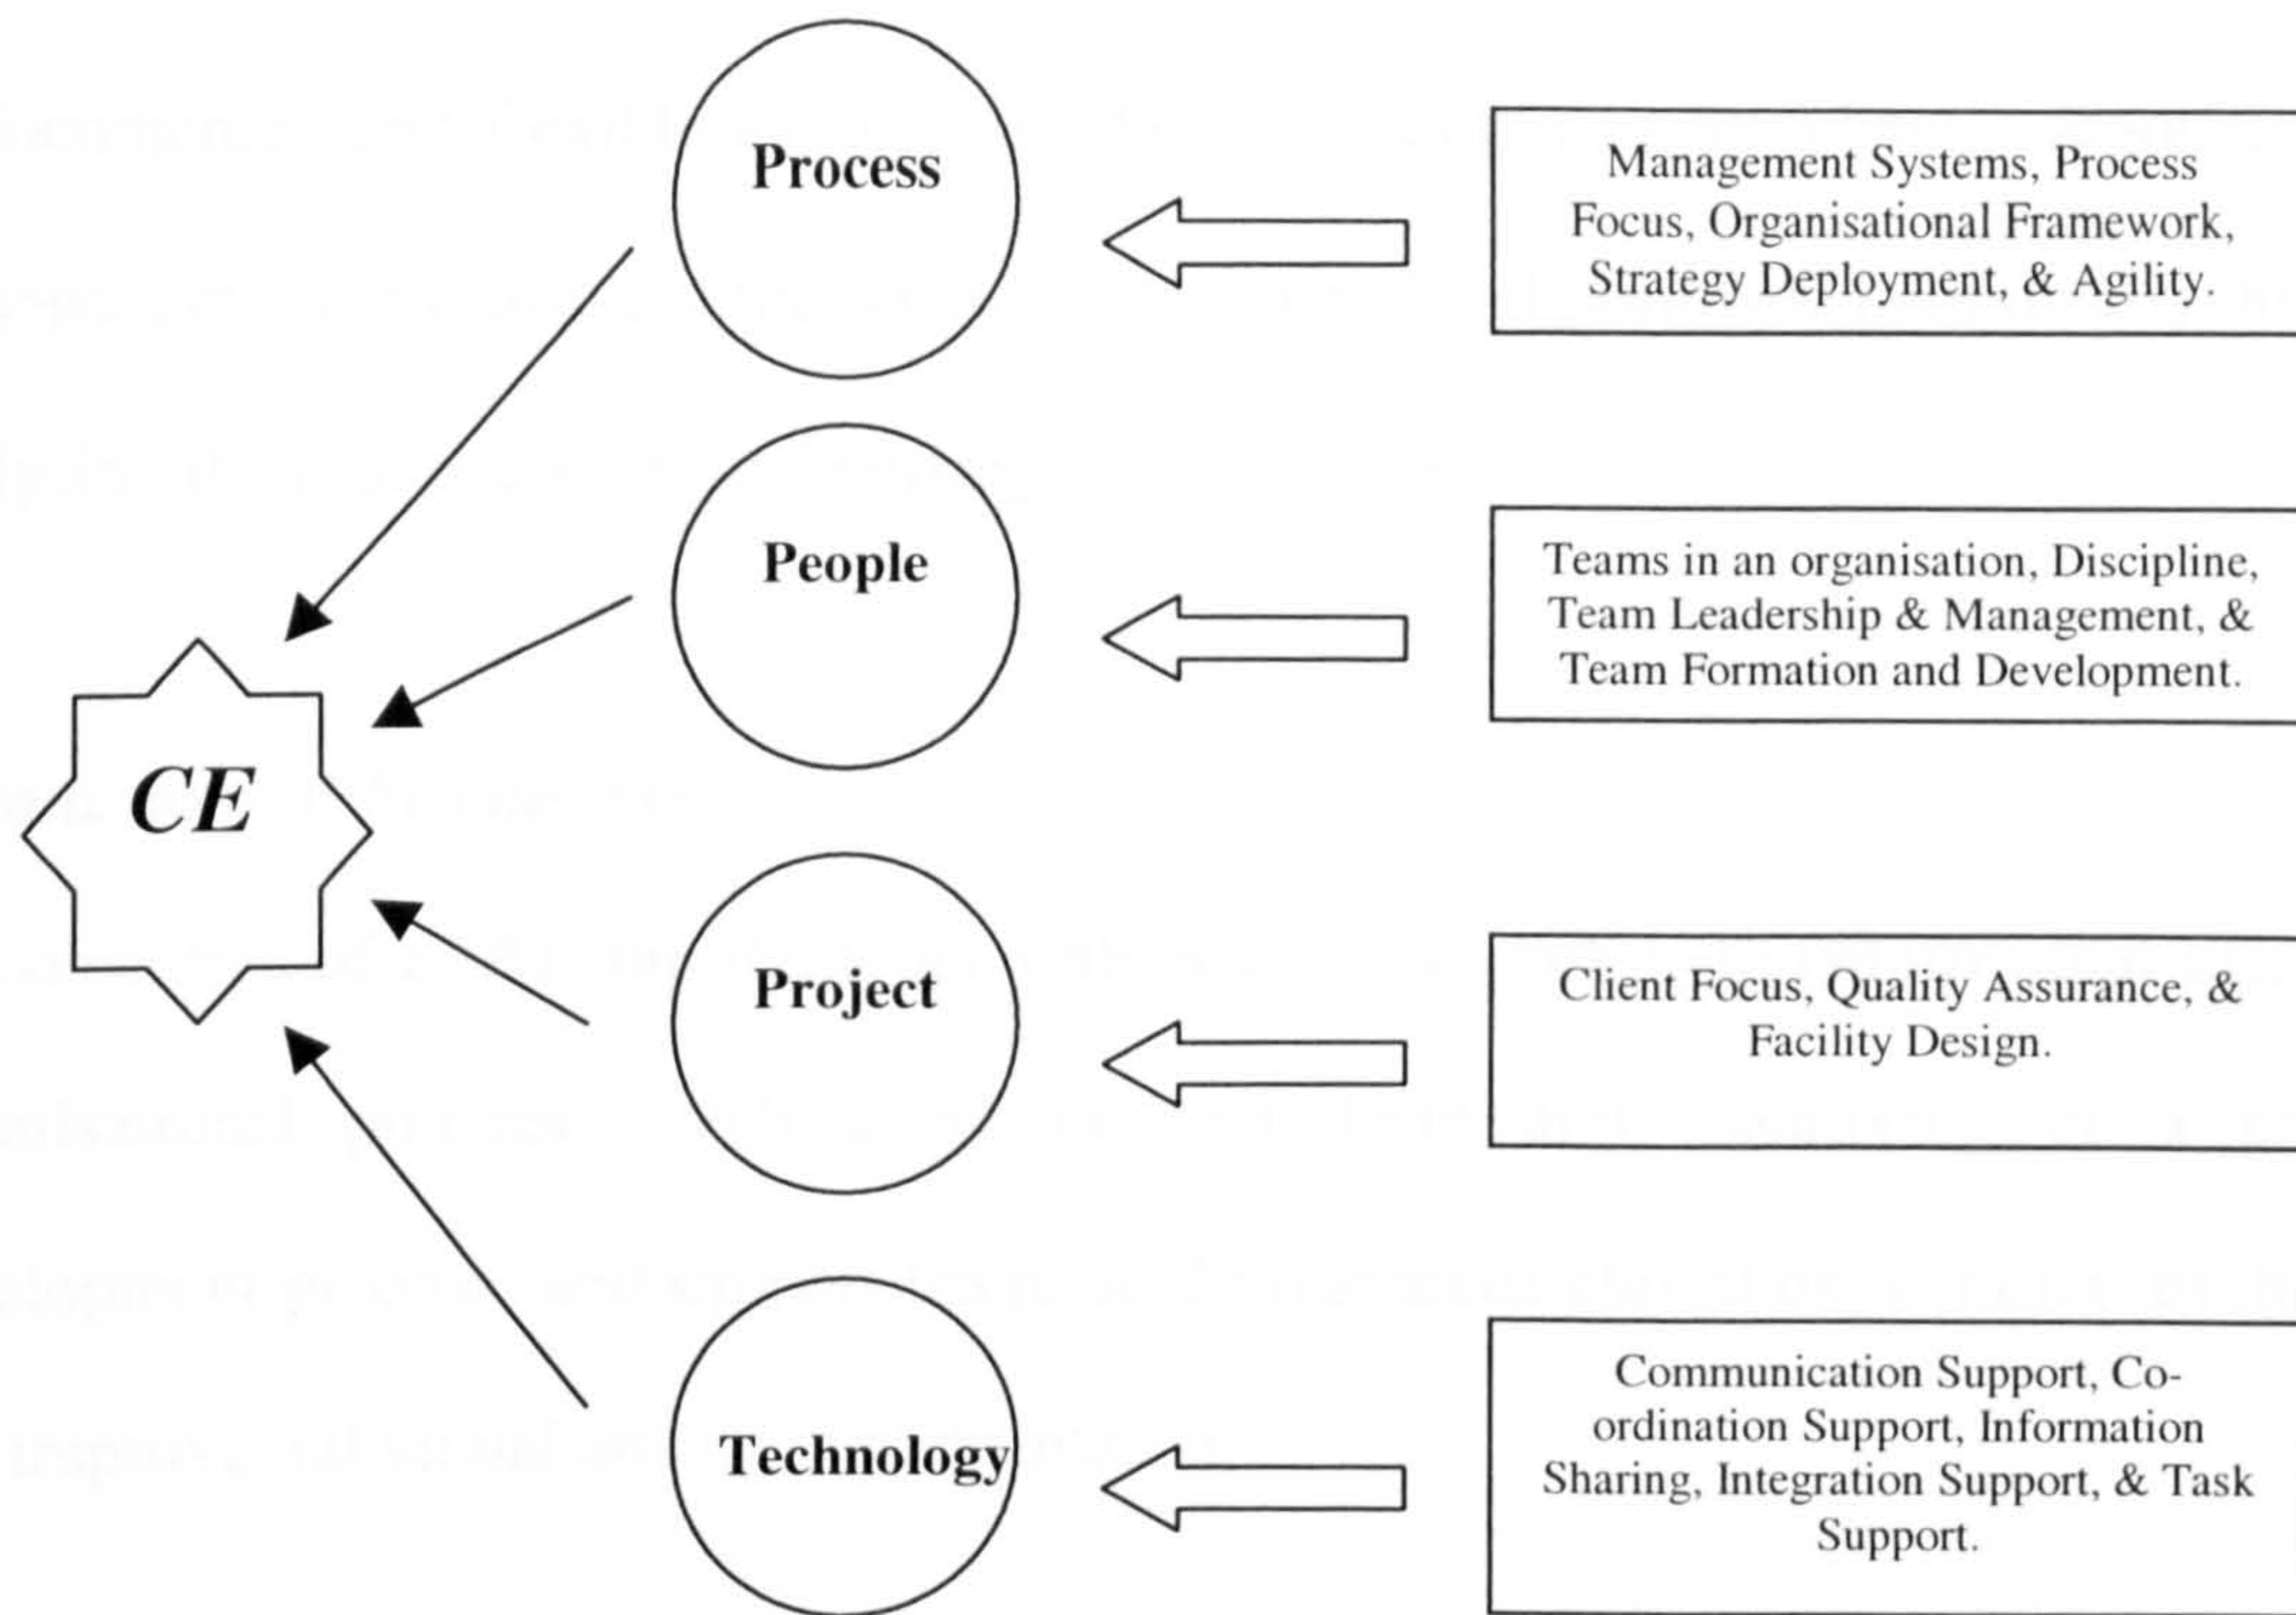 Process
Management Systems, Process
Focus, Organisational Framework,
Strategy Deployment, & Agility.
People
Teams in an organisation, Discipline,
Team Leadership & Management, &
Team Formation and Development.
CE
Project
Client Focus, Quality Assurance, &
Facility Design.
Technology
Communication Support, Co-
ordination Support, Information
Sharing, Integration Support, & Task
Support.